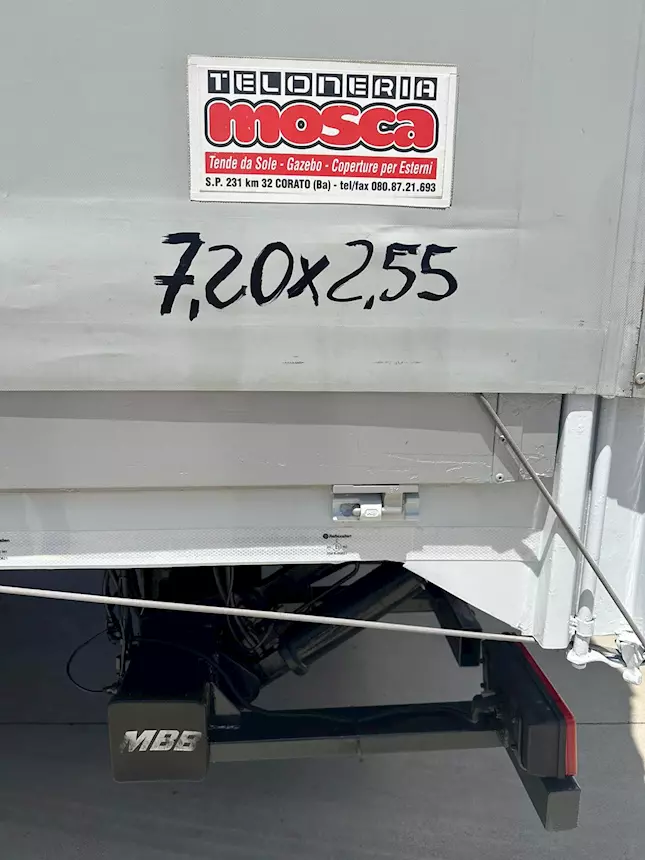 TELONERIA
mosca
Tende da Sole - Gazebo - Coperture per Esterni
S.P. 231 km 32 CORATO (Ba) - tel/fax 080.87.21.693
7,20x2,55
MBB